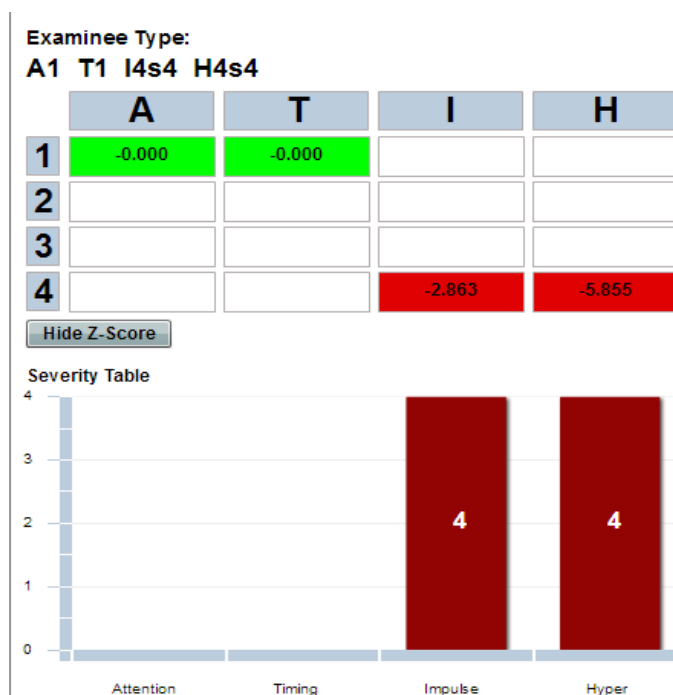 Examinee Type:
A1 T1 I4s4 H4s4
A T I H
1 -0.000 -0.000
2
3
4 -2.863 -5.855
Hide Z-Score
Severity Table
4
3
2
1
0
4 4
Attention Timing Impulse Hyper